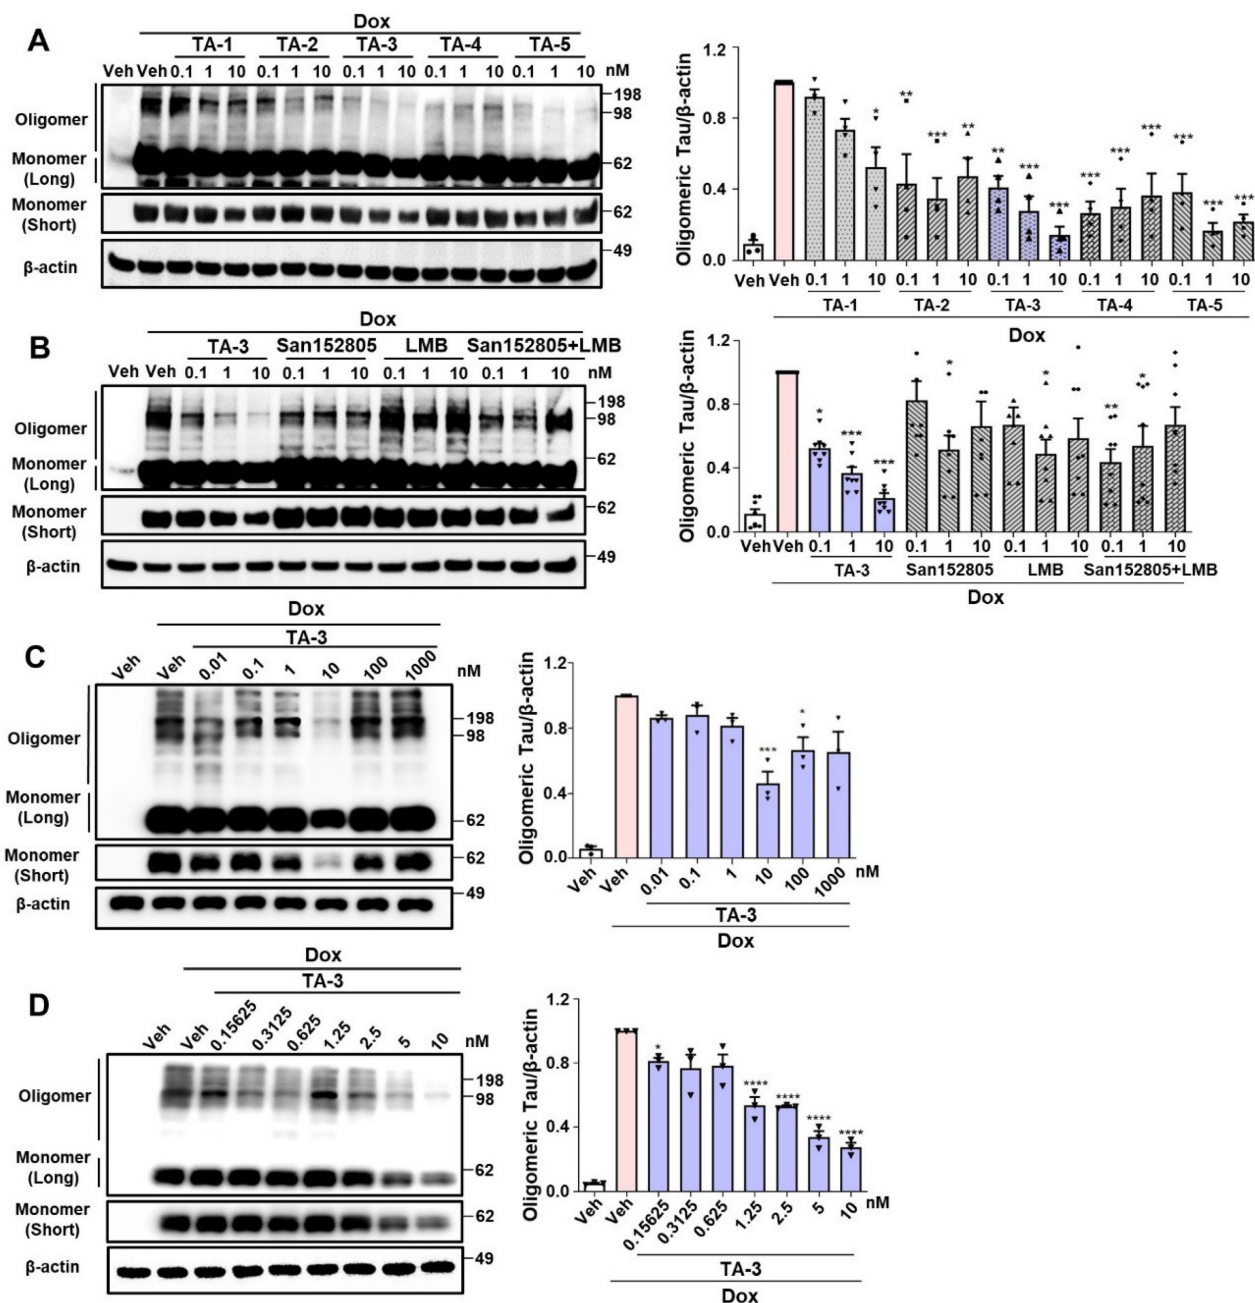 A
Dox
TA-1 TA-2 TA-3 TA-4 TA-5
Veh Veh 0.1 1 10 0.1 1 10 0.1 1 10 0.1 1 10 0.1 1 10 nM
Oligomer
Monomer
(Long)
Monomer
(Short)
β-actin
198
98
62
62
49
Oligomeric Tau/β-actin
1.2
0.8
0.4
0.0
* ** *** ** ** *** *** *** *** *** *** *** ***
Veh Veh 0.1 1 10 0.1 1 10 0.1 1 10 0.1 1 10 0.1 1 10
TA-1 TA-2 TA-3 TA-4 TA-5
Dox
B
Dox
TA-3 San152805 LMB San152805+LMB
Veh Veh 0.1 1 10 0.1 1 10 0.1 1 10 0.1 1 10 nM
Oligomer
Monomer
(Long)
Monomer
(Short)
β-actin
198
98
62
62
49
Oligomeric Tau/β-actin
1.2
0.8
0.4
0.0
* *** *** * * ** *
Veh Veh 0.1 1 10 0.1 1 10 0.1 1 10 0.1 1 10
TA-3 San152805 LMB San152805+LMB
Dox
C
Dox
TA-3
Veh Veh 0.01 0.1 1 10 100 1000 nM
Oligomer
Monomer
(Long)
Monomer
(Short)
β-actin
198
98
62
62
49
Oligomeric Tau/β-actin
1.2
0.8
0.4
0.0
*** *
Veh Veh 0.01 0.1 1 10 100 1000 nM
TA-3
Dox
D
Dox
TA-3
Veh Veh 0.15625 0.3125 0.625 1.25 2.5 5 10 nM
Oligomer
Monomer
(Long)
Monomer
(Short)
β-actin
198
98
62
62
49
Oligomeric Tau/β-actin
1.2
0.8
0.4
0.0
* **** **** **** ****
Veh Veh 0.15625 0.3125 0.625 1.25 2.5 5 10 nM
TA-3
Dox